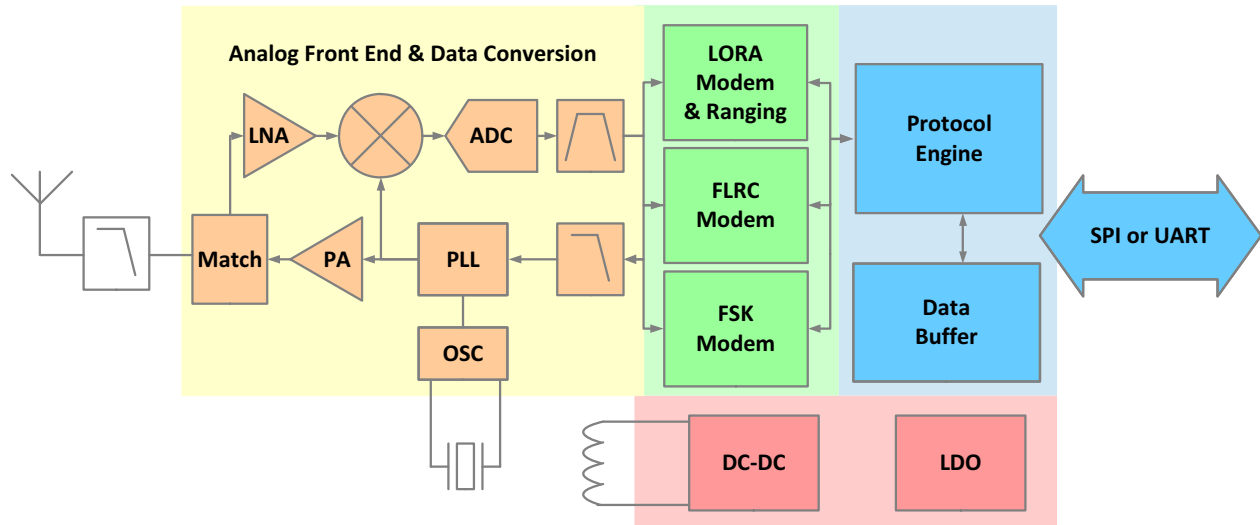 Analog Front End & Data Conversion
LNA
ADC
LORA
Modem
& Ranging
Protocol
Engine
FLRC
Modem
SPI or UART
Match
PA
PLL
FSK
Modem
Data
Buffer
OSC
DC-DC
LDO